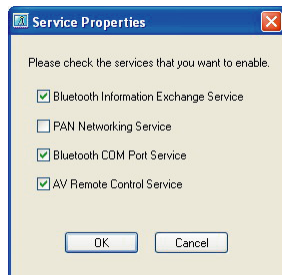 Service Properties
Please check the services that you want to enable.
Bluetooth Information Exchange Service
PAN Networking Service
Bluetooth COM Port Service
AV Remote Control Service
OK
Cancel